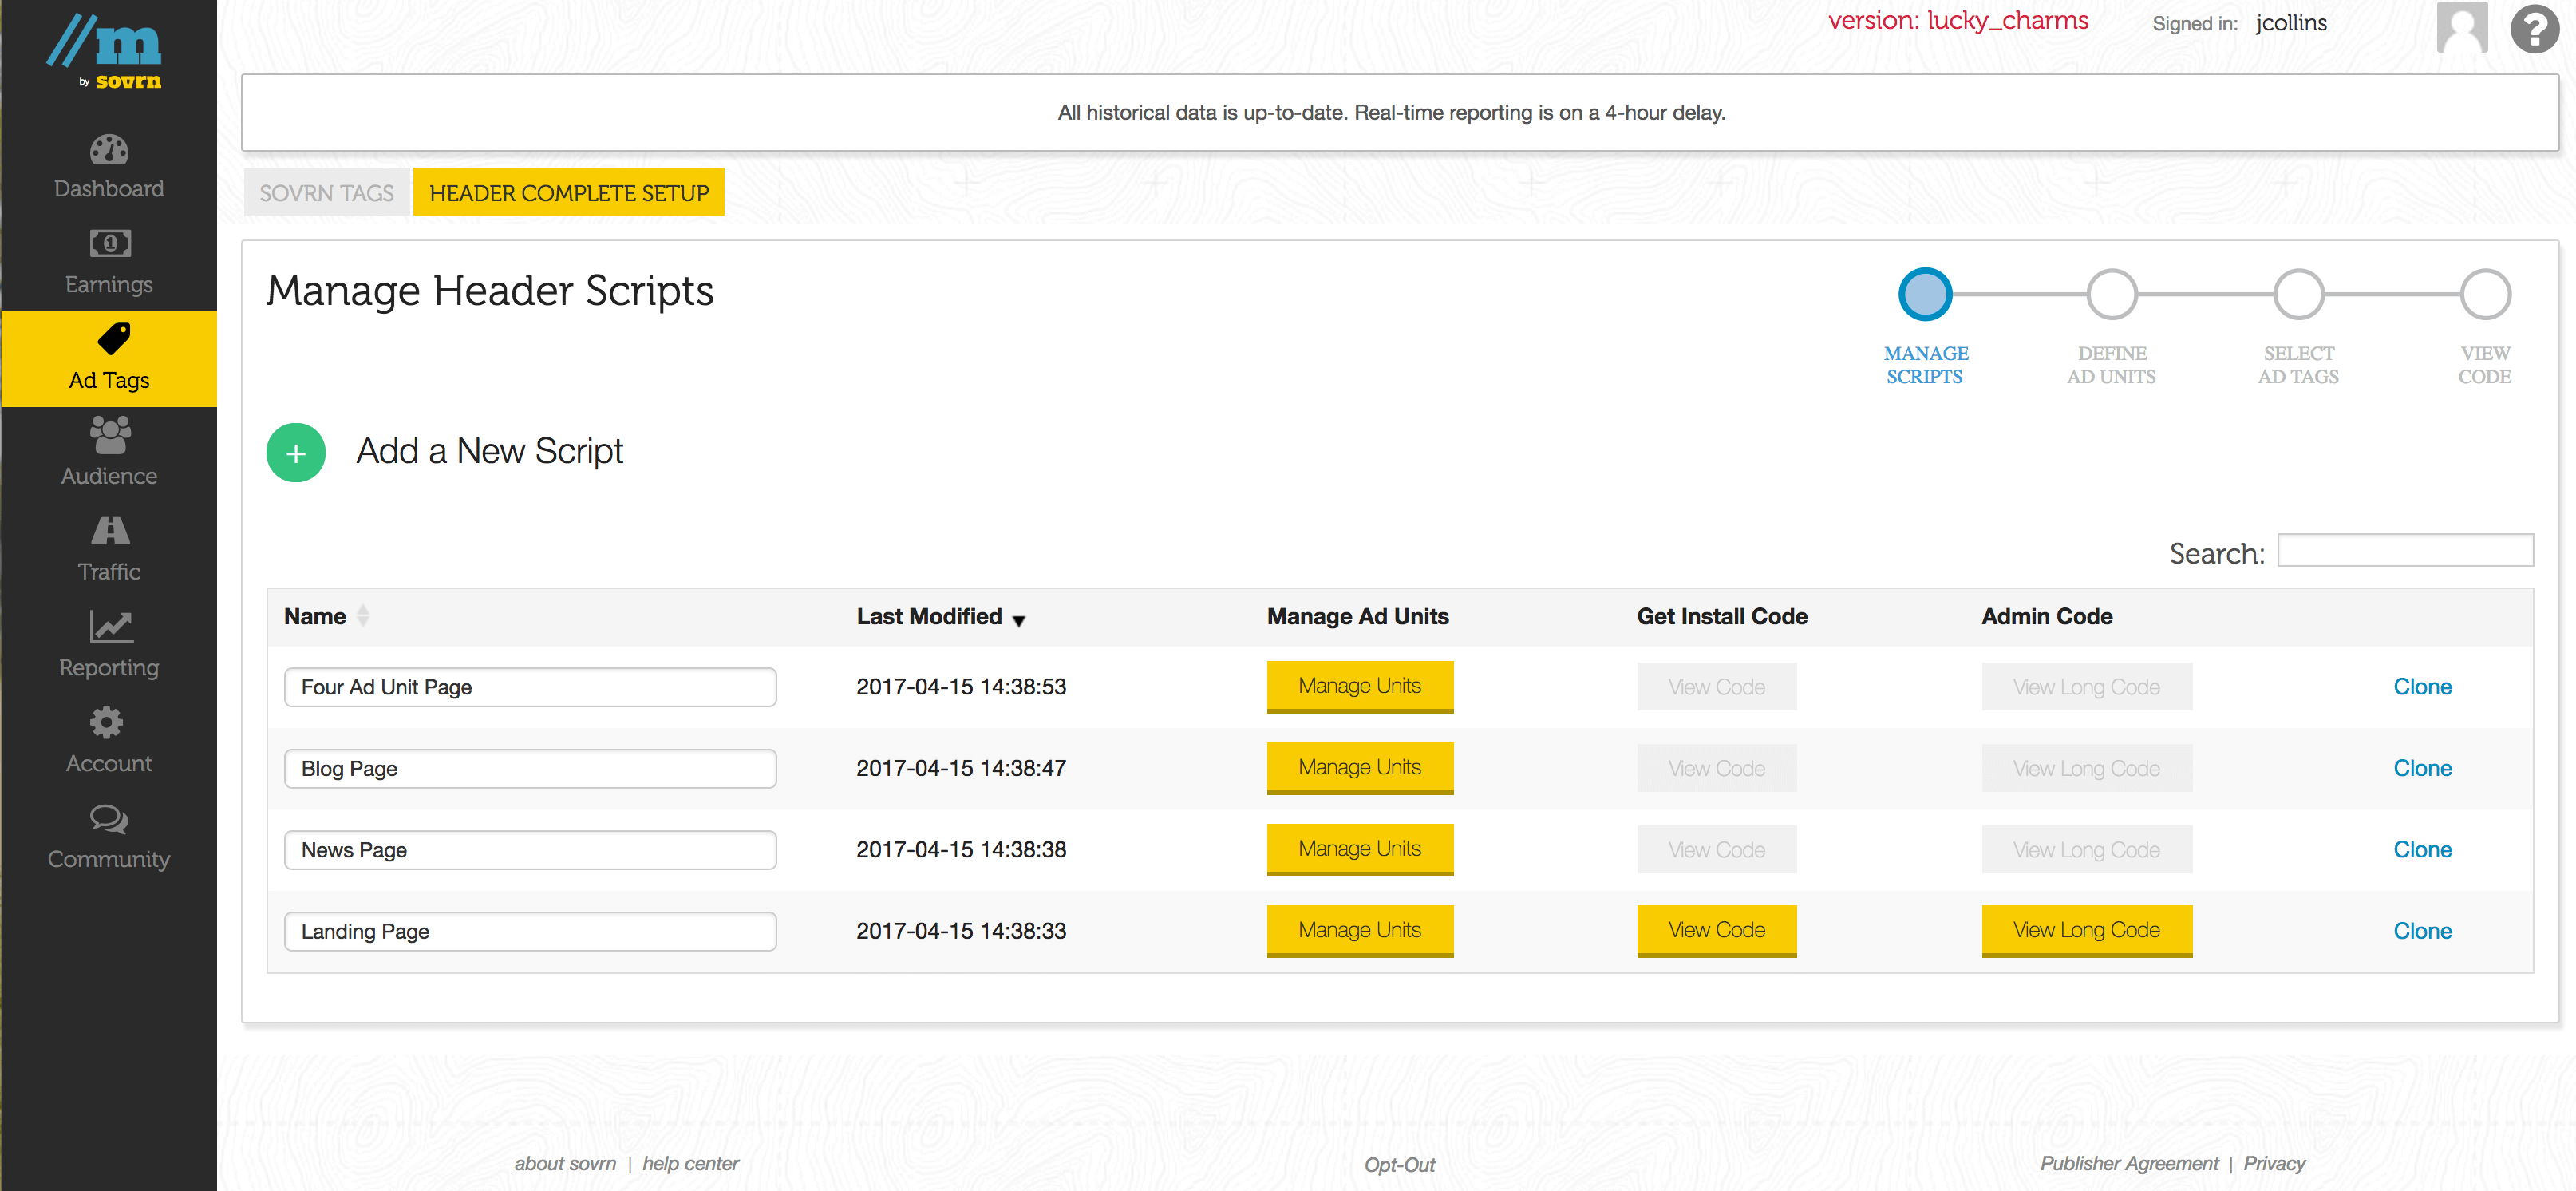 //m
by sovrn
version: lucky_charms
Signed in: jcollins
?
All historical data is up-to-date. Real-time reporting is on a 4-hour delay.
SOVRN TAGS
HEADER COMPLETE SETUP
Dashboard
Earnings
Ad Tags
Audience
Traffic
Reporting
Account
Community
Manage Header Scripts
MANAGE
SCRIPTS
DEFINE
AD UNITS
SELECT
AD TAGS
VIEW
CODE
+ Add a New Script
Search:
Name Last Modified Manage Ad Units Get Install Code Admin Code
Four Ad Unit Page 2017-04-15 14:38:53 Manage Units View Code View Long Code Clone
Blog Page 2017-04-15 14:38:47 Manage Units View Code View Long Code Clone
News Page 2017-04-15 14:38:38 Manage Units View Code View Long Code Clone
Landing Page 2017-04-15 14:38:33 Manage Units View Code View Long Code Clone
about sovrn | help center
Opt-Out
Publisher Agreement | Privacy